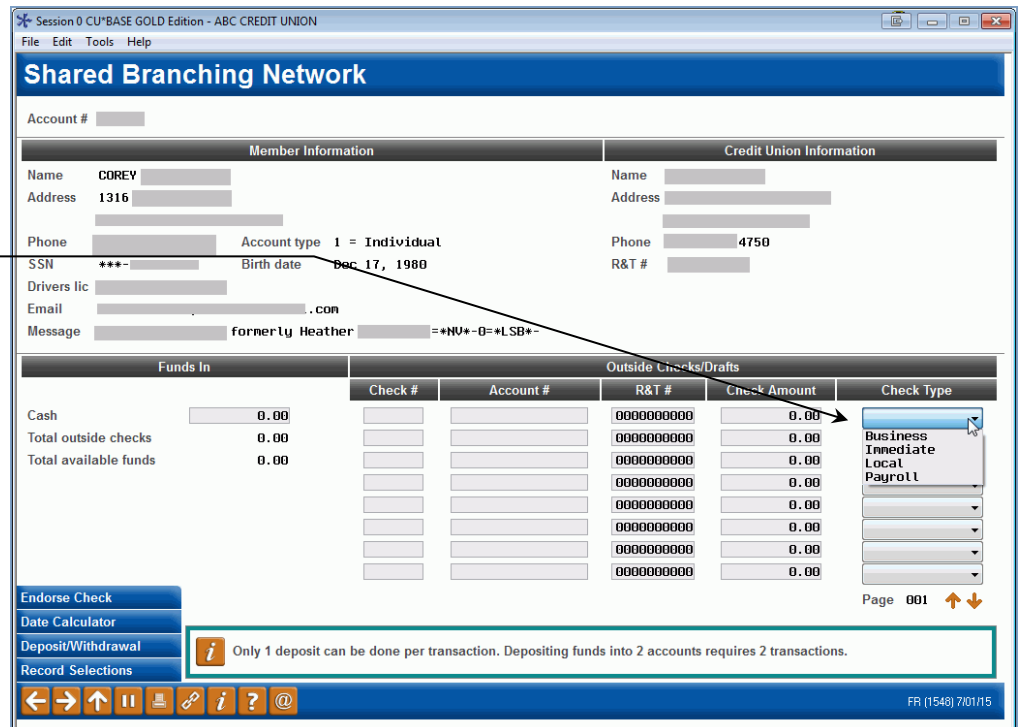 Session 0 CU*BASE GOLD Edition - ABC CREDIT UNION
File Edit Tools Help
Shared Branching Network
Account #
Member Information Credit Union Information
Name COREY Name
Address 1316 Address
Phone Account type 1 = Individual Phone 4750
SSN ***- Birth date Dec 17, 1980 R&T #
Drivers lic
Email .com
Message formerly Heather =*NV*-0=*LSB*-
Funds In Outside Checks/Drafts
Check # Account # R&T # Check Amount Check Type
Cash 0.00 0000000000 0.00
Total outside checks 0.00 0000000000 0.00 Business
Immediate
Total available funds 0.00 0000000000 0.00 Local
Payroll
0000000000 0.00
0000000000 0.00
0000000000 0.00
0000000000 0.00
0000000000 0.00
Endorse Check
Page 001
Date Calculator
Deposit/Withdrawal
Only 1 deposit can be done per transaction. Depositing funds into 2 accounts requires 2 transactions.
Record Selections
FR (1548) 7/01/15